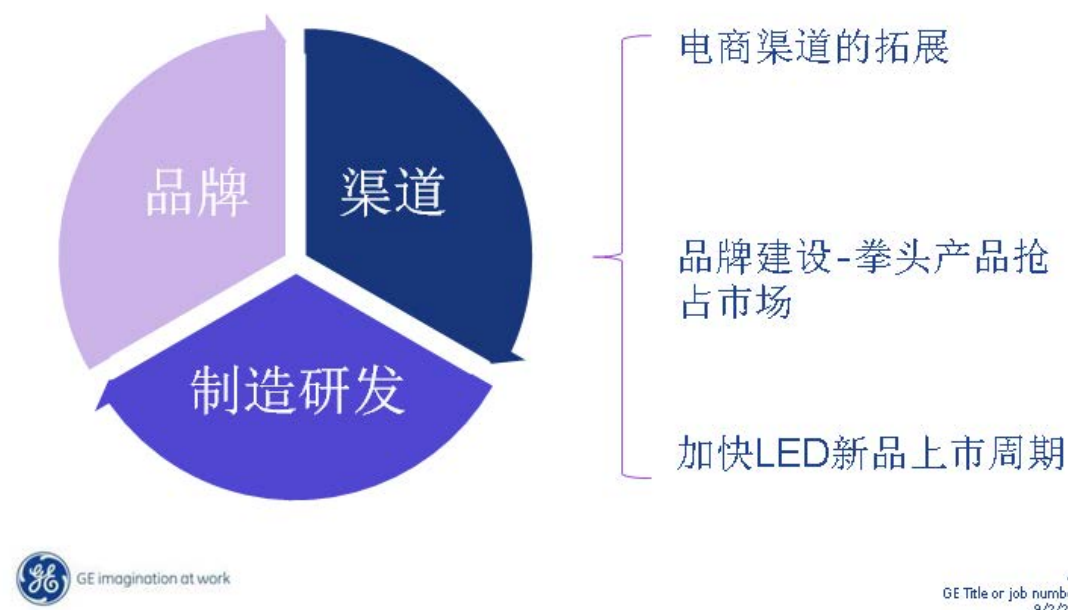 品牌
渠道
制造研发
电商渠道的拓展
品牌建设-拳头产品抢
占市场
加快LED新品上市周期
GE imagination at work
GE Title or job